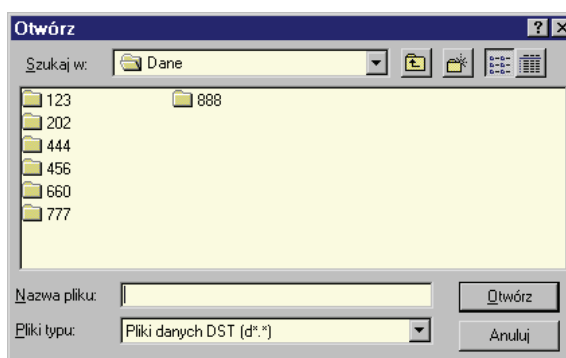 Otwórz
Szukaj w: Dane
123 888
202
444
456
660
777
Nazwa pliku: Otwórz
Pliki typu: Pliki danych DST (d*.*) Anuluj